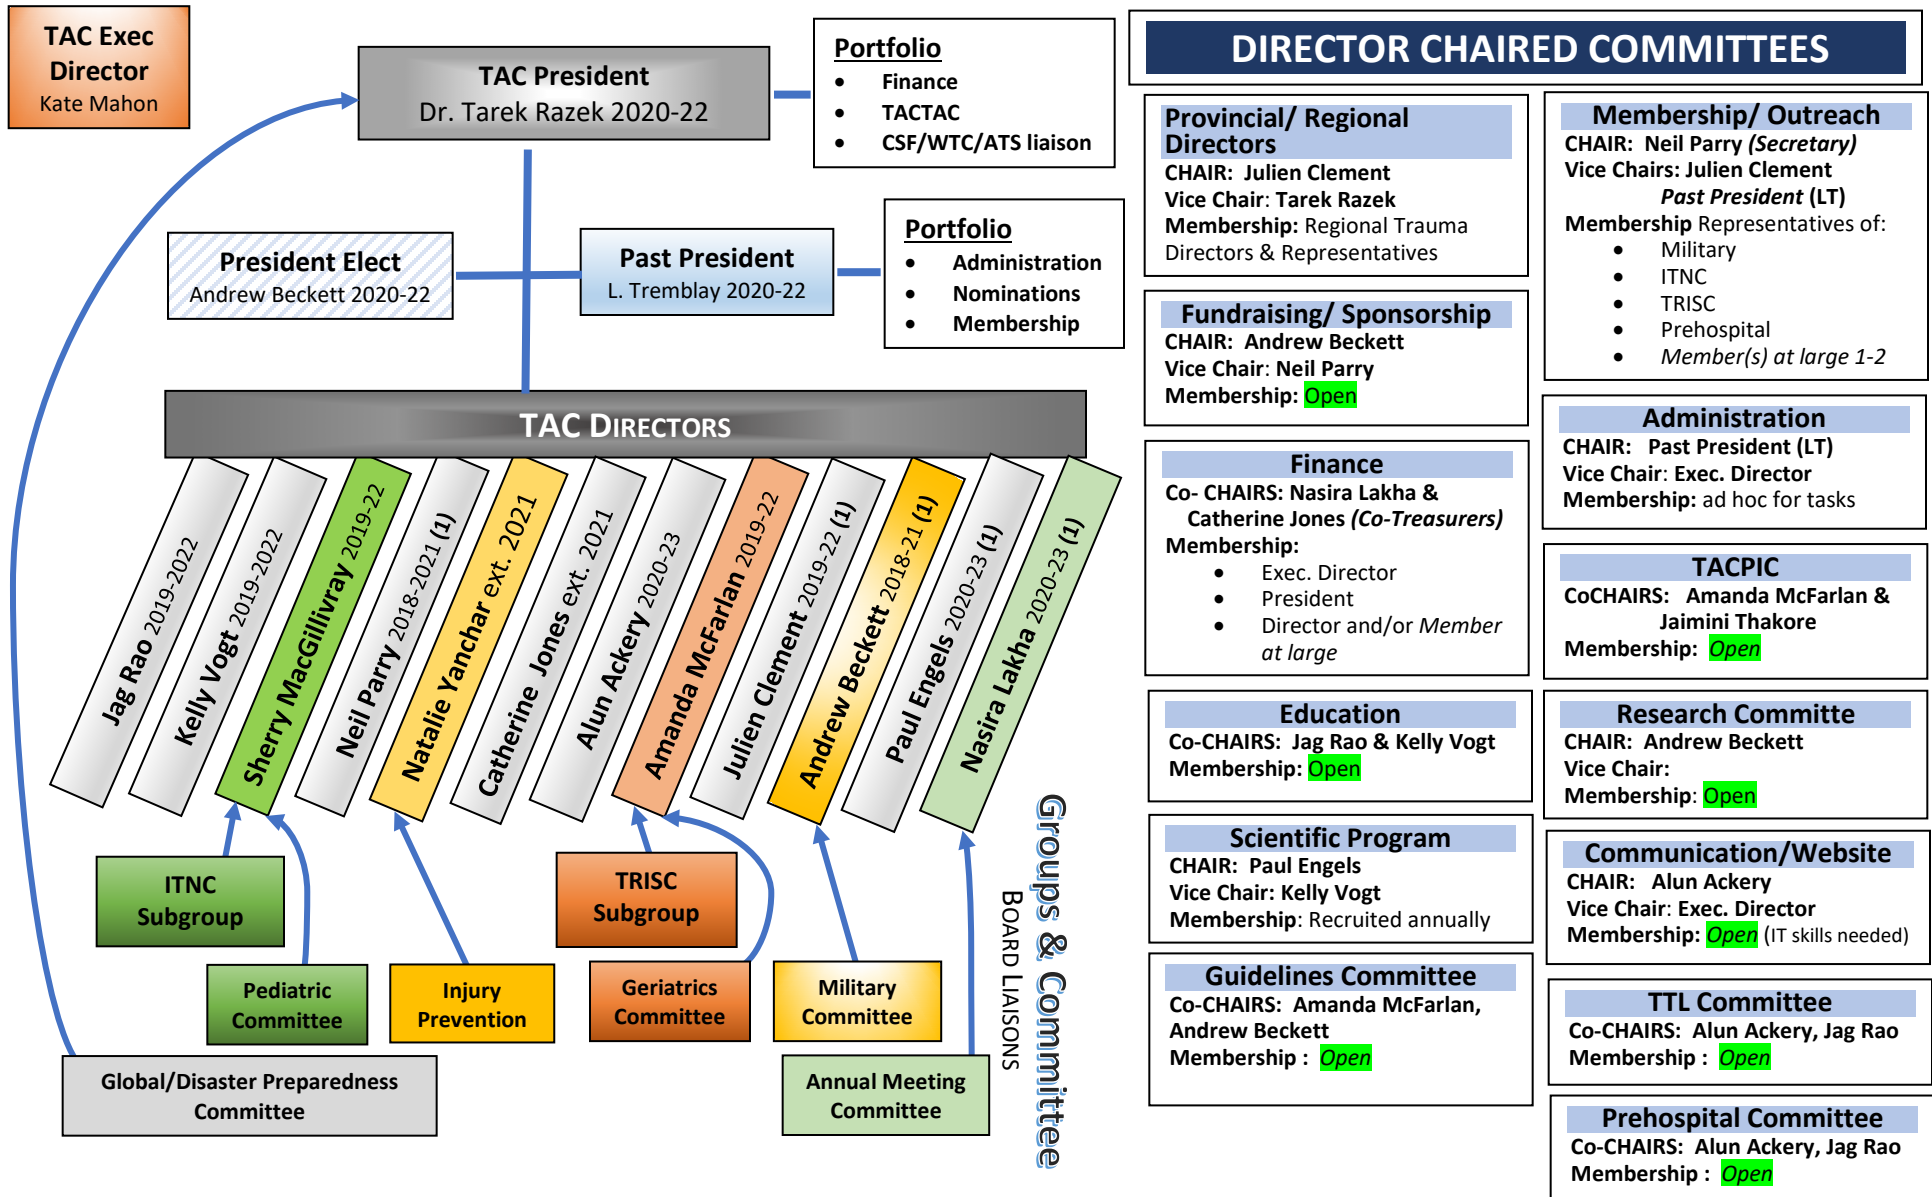 TAC Exec
Director
Kate Mahon
TAC President
Dr. Tarek Razek 2020-22
Portfolio
• Finance
• TACTAC
• CSF/WTC/ATS liaison
President Elect
Andrew Beckett 2020-22
Past President
L. Tremblay 2020-22
Portfolio
• Administration
• Nominations
• Membership
TAC DIRECTORS
Jag Rao 2019-2022
Kelly Vogt 2019-2022
Sherry MacGillivray 2019-22
Neil Parry 2018-2021 (1)
Natalie Yanchar ext. 2021
Catherine Jones ext. 2021
Alun Ackery 2020-23
Amanda McFarlan 2019-22
Julien Clement 2019-22 (1)
Andrew Beckett 2018-21 (1)
Paul Engels 2020-23 (1)
Nasira Lakha 2020-23 (1)
ITNC
Subgroup
TRISC
Subgroup
Pediatric
Committee
Injury
Prevention
Geriatrics
Committee
Military
Committee
Global/Disaster Preparedness
Committee
Annual Meeting
Committee
Groups & Committee
BOARD LIAISONS
DIRECTOR CHAIRED COMMITTEES
Provincial/ Regional
Directors
CHAIR: Julien Clement
Vice Chair: Tarek Razek
Membership: Regional Trauma
Directors & Representatives
Fundraising/ Sponsorship
CHAIR: Andrew Beckett
Vice Chair: Neil Parry
Membership: Open
Finance
Co- CHAIRS: Nasira Lakha &
Catherine Jones (Co-Treasurers)
Membership:
• Exec. Director
• President
• Director and/or Member
at large
Education
Co-CHAIRS: Jag Rao & Kelly Vogt
Membership: Open
Scientific Program
CHAIR: Paul Engels
Vice Chair: Kelly Vogt
Membership: Recruited annually
Guidelines Committee
Co-CHAIRS: Amanda McFarlan,
Andrew Beckett
Membership : Open
Membership/ Outreach
CHAIR: Neil Parry (Secretary)
Vice Chairs: Julien Clement
Past President (LT)
Membership Representatives of:
• Military
• ITNC
• TRISC
• Prehospital
• Member(s) at large 1-2
Administration
CHAIR: Past President (LT)
Vice Chair: Exec. Director
Membership: ad hoc for tasks
TACPIC
CoCHAIRS: Amanda McFarlan &
Jaimini Thakore
Membership: Open
Research Committe
CHAIR: Andrew Beckett
Vice Chair:
Membership: Open
Communication/Website
CHAIR: Alun Ackery
Vice Chair: Exec. Director
Membership: Open (IT skills needed)
TTL Committee
Co-CHAIRS: Alun Ackery, Jag Rao
Membership : Open
Prehospital Committee
Co-CHAIRS: Alun Ackery, Jag Rao
Membership : Open